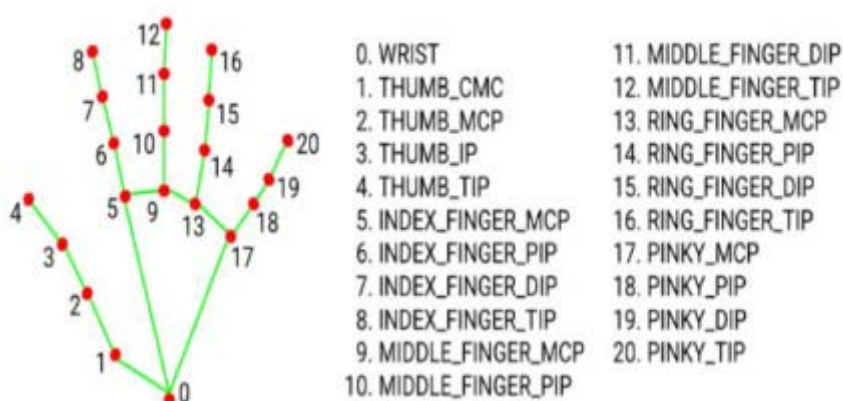 12
8
16
11
7
15
20
6
10
14
19
4
5
9
18
13
3
17
2
1
0
0. WRIST
1. THUMB_CMC
2. THUMB_MCP
3. THUMB_IP
4. THUMB_TIP
5. INDEX_FINGER_MCP
6. INDEX_FINGER_PIP
7. INDEX_FINGER_DIP
8. INDEX_FINGER_TIP
9. MIDDLE_FINGER_MCP
10. MIDDLE_FINGER_PIP
11. MIDDLE_FINGER_DIP
12. MIDDLE_FINGER_TIP
13. RING_FINGER_MCP
14. RING_FINGER_PIP
15. RING_FINGER_DIP
16. RING_FINGER_TIP
17. PINKY_MCP
18. PINKY_PIP
19. PINKY_DIP
20. PINKY_TIP